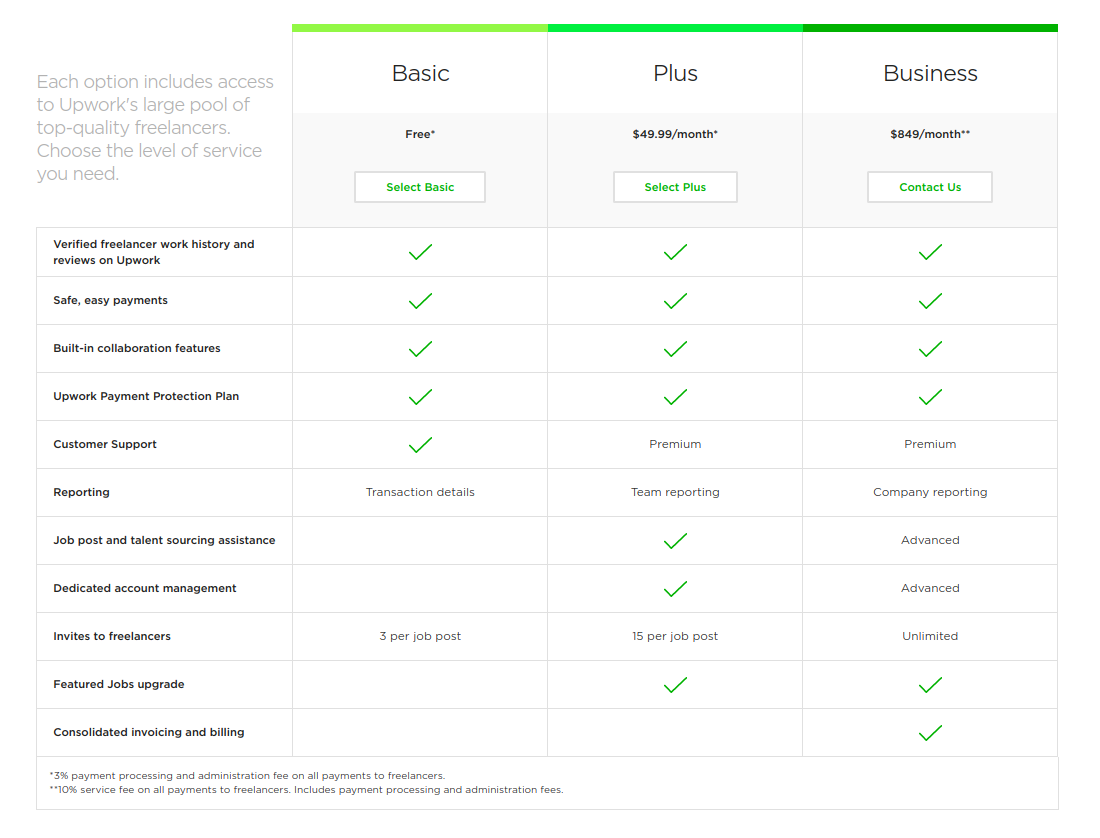 Basic Plus Business
Each option includes access
to Upwork's large pool of
top-quality freelancers.
Choose the level of service
you need.
Free* $49.99/month* $849/month**
Select Basic Select Plus Contact Us
Verified freelancer work history and
reviews on Upwork
Safe, easy payments
Built-in collaboration features
Upwork Payment Protection Plan
Customer Support Premium Premium
Reporting Transaction details Team reporting Company reporting
Job post and talent sourcing assistance Advanced
Dedicated account management Advanced
Invites to freelancers 3 per job post 15 per job post Unlimited
Featured Jobs upgrade
Consolidated invoicing and billing
*3% payment processing and administration fee on all payments to freelancers.
**10% service fee on all payments to freelancers. Includes payment processing and administration fees.